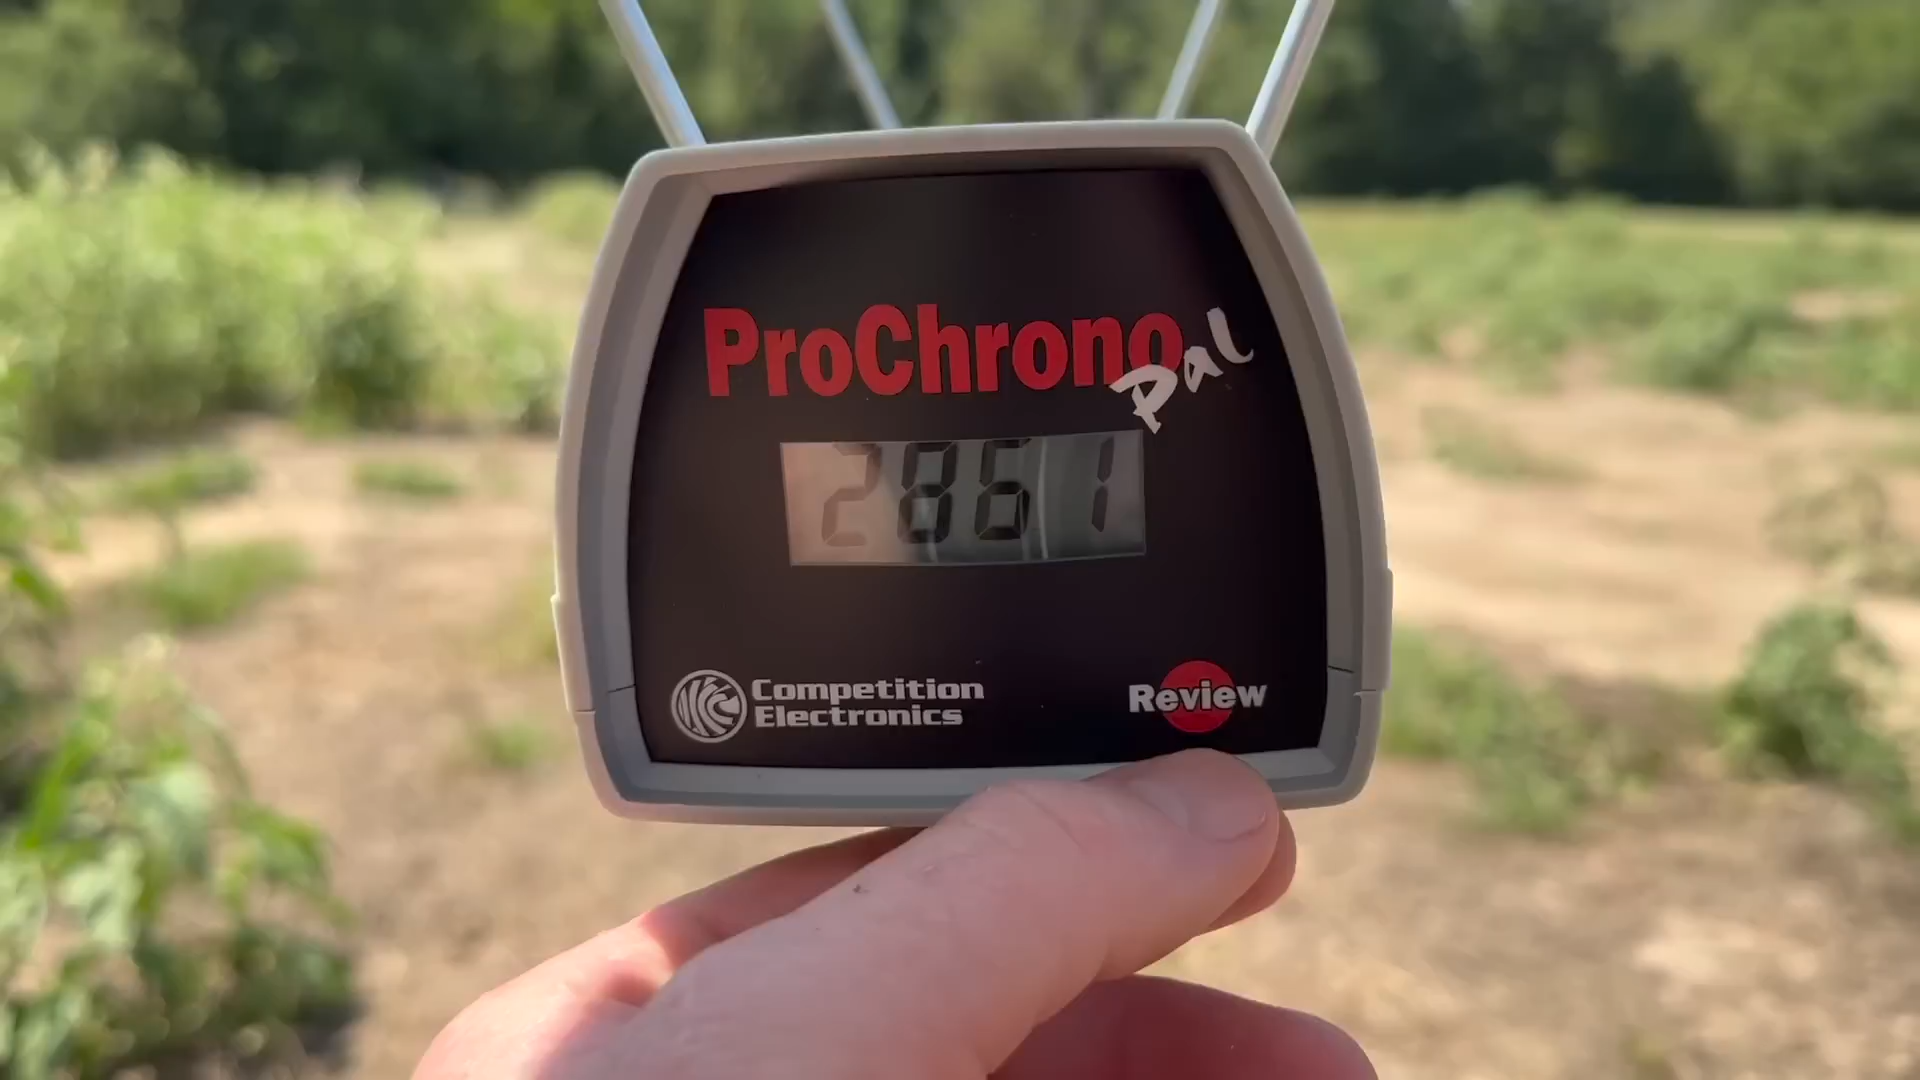 ProChrono
Pal
2861
Competition
Electronics
Review